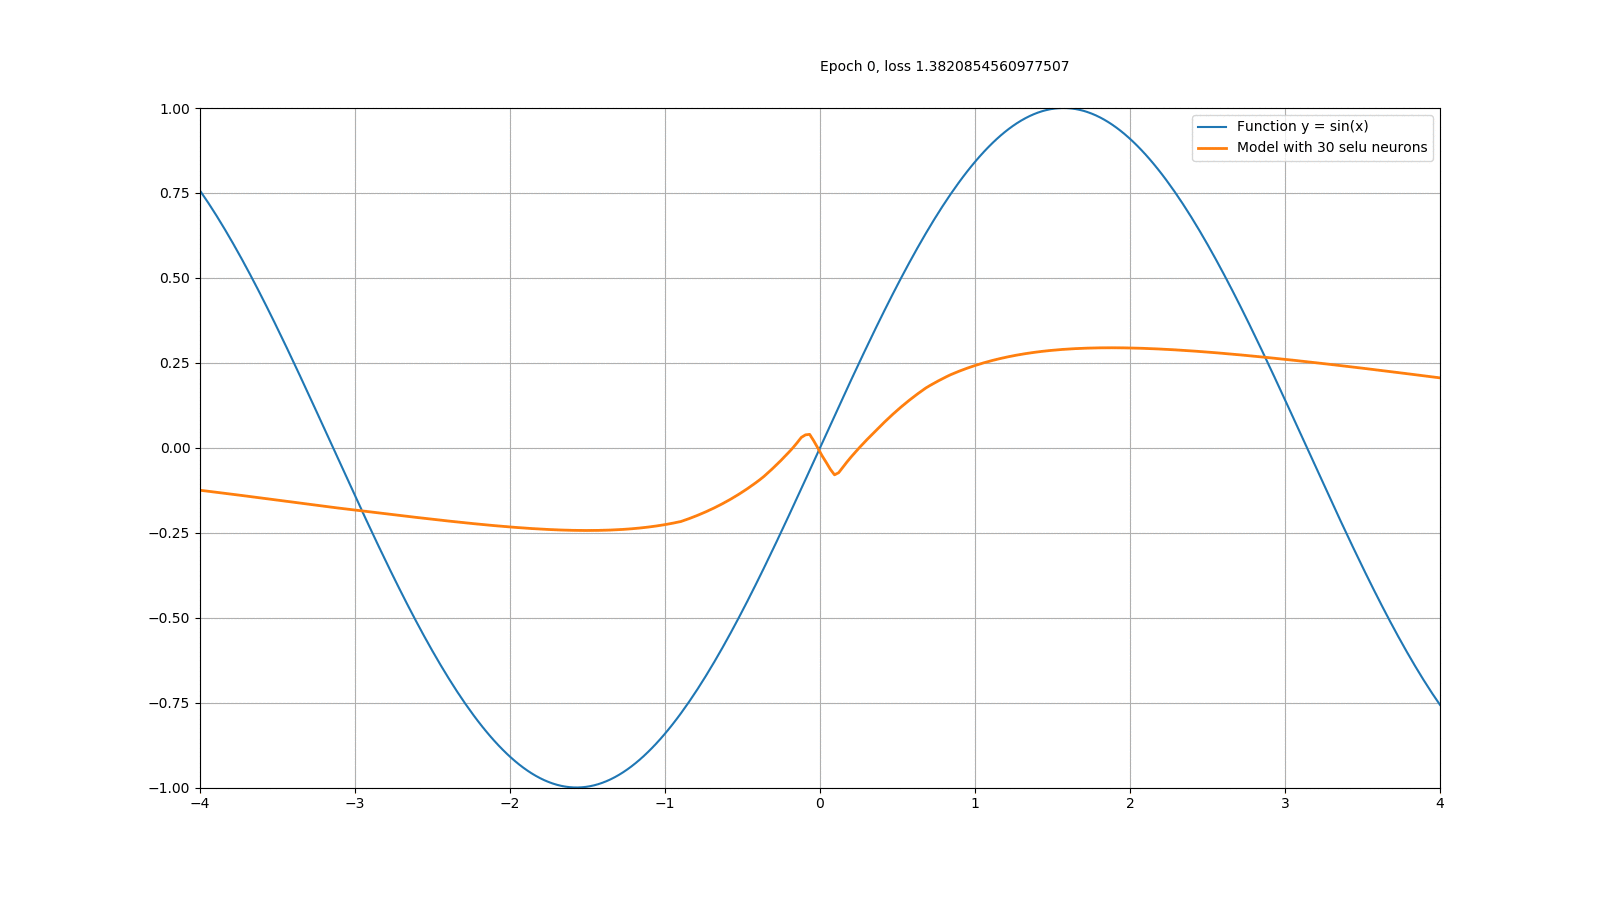 Epoch 0, loss 1.3820854560977507
Function y = sin(x)
Model with 30 selu neurons
1.00
0.75
0.50
0.25
0.00
−0.25
−0.50
−0.75
−1.00
−4 −3 −2 −1 0 1 2 3 4